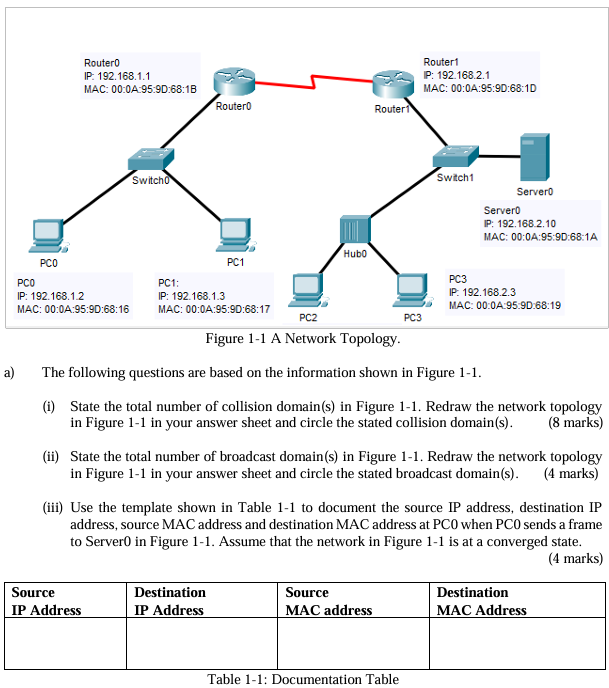 Router0
IP: 192.168.1.1
MAC: 00:0A:95:9D:68:1B
Router0
Router1
IP: 192.168.2.1
MAC: 00:0A:95:9D:68:1D
Router1
Switch0
Switch1
Server0
Server0
IP: 192.168.2.10
MAC: 00:0A:95:9D:68:1A
Hub0
PC0
PC1
PC0
IP: 192.168.1.2
MAC: 00:0A:95:9D:68:16
PC1:
IP: 192.168.1.3
MAC: 00:0A:95:9D:68:17
PC2
PC3
PC3
IP: 192.168.2.3
MAC: 00:0A:95:9D:68:19
Figure 1-1 A Network Topology.
a) The following questions are based on the information shown in Figure 1-1.
(i) State the total number of collision domain(s) in Figure 1-1. Redraw the network topology
in Figure 1-1 in your answer sheet and circle the stated collision domain(s). (8 marks)
(ii) State the total number of broadcast domain(s) in Figure 1-1. Redraw the network topology
in Figure 1-1 in your answer sheet and circle the stated broadcast domain(s). (4 marks)
(iii) Use the template shown in Table 1-1 to document the source IP address, destination IP
address, source MAC address and destination MAC address at PC0 when PC0 sends a frame
to Server0 in Figure 1-1. Assume that the network in Figure 1-1 is at a converged state.
(4 marks)
Source Destination Source Destination
IP Address IP Address MAC address MAC Address
Table 1-1: Documentation Table